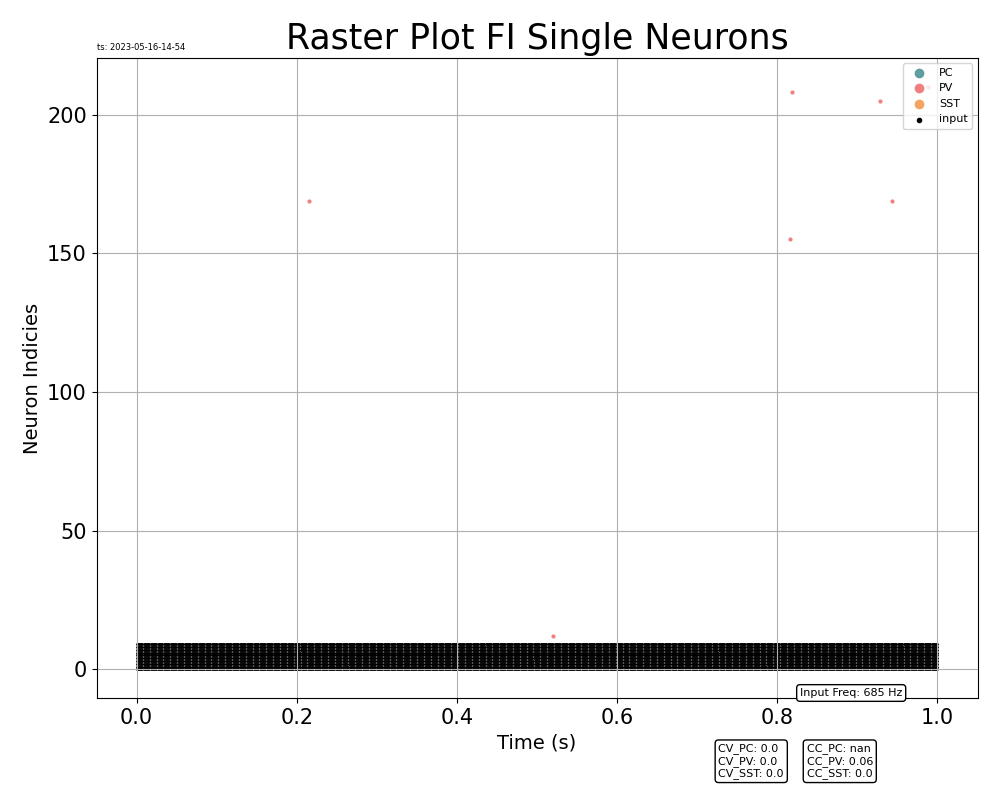 Raster Plot FI Single Neurons
ts: 2023-05-16-14-54
PC
PV
SST
input
200
150
100
50
0
Neuron Indicies
0.0 0.2 0.4 0.6 0.8 1.0
Input Freq: 685 Hz
Time (s)
CV_PC: 0.0
CV_PV: 0.0
CV_SST: 0.0
CC_PC: nan
CC_PV: 0.06
CC_SST: 0.0